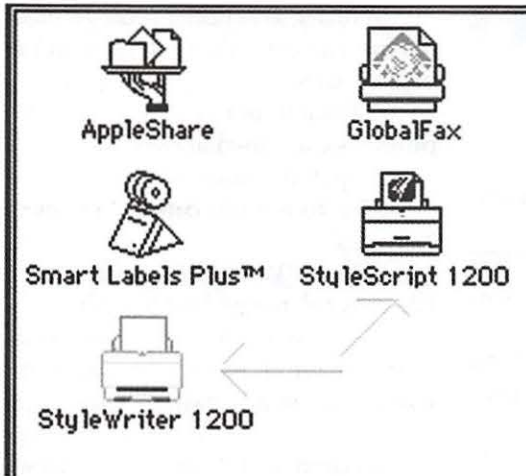 AppleShare
GlobalFax
Smart Labels Plus™
StyleScript 1200
StyleWriter 1200